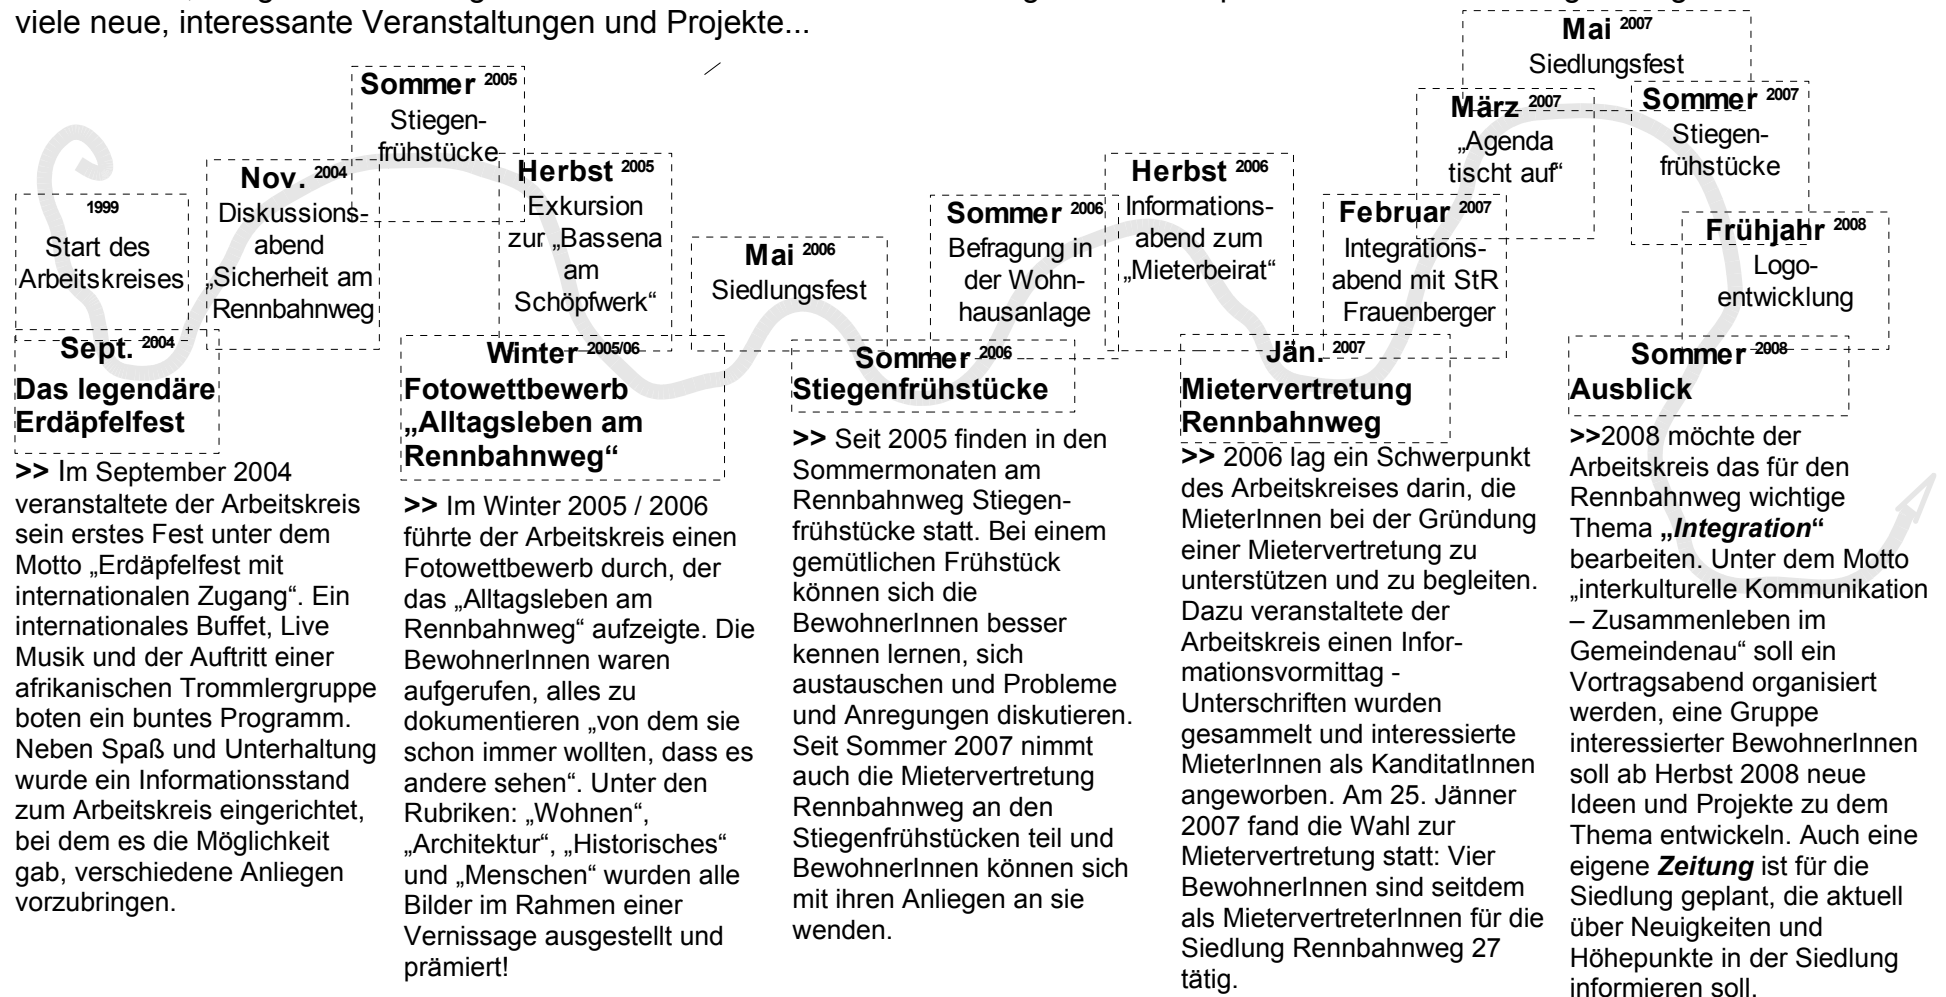 viele neue, interessante Veranstaltungen und Projekte...
1999
Start des
Arbeitskreises
Sept. 2004
Das legendäre
Erdäpfelfest
>> Im September 2004
veranstaltete der Arbeitskreis
sein erstes Fest unter dem
Motto „Erdäpfelfest mit
internationalen Zugang“. Ein
internationales Buffet, Live
Musik und der Auftritt einer
afrikanischen Trommlergruppe
boten ein buntes Programm.
Neben Spaß und Unterhaltung
wurde ein Informationsstand
zum Arbeitskreis eingerichtet,
bei dem es die Möglichkeit
gab, verschiedene Anliegen
vorzubringen.
Nov. 2004
Diskussions-
abend
„Sicherheit am
Rennbahnweg
Sommer 2005
Stiegen-
frühstücke
Herbst 2005
Exkursion
zur „Bassena
am
Schöpfwerk“
Winter 2005/06
Fotowettbewerb
„Alltagsleben am
Rennbahnweg“
>> Im Winter 2005 / 2006
führte der Arbeitskreis einen
Fotowettbewerb durch, der
das „Alltagsleben am
Rennbahnweg“ aufzeigte. Die
BewohnerInnen waren
aufgerufen, alles zu
dokumentieren „von dem sie
schon immer wollten, dass es
andere sehen“. Unter den
Rubriken: „Wohnen“,
„Architektur“, „Historisches“
und „Menschen“ wurden alle
Bilder im Rahmen einer
Vernissage ausgestellt und
prämiert!
Mai 2006
Siedlungsfest
Sommer 2006
Stiegenfrühstücke
>> Seit 2005 finden in den
Sommermonaten am
Rennbahnweg Stiegen-
frühstücke statt. Bei einem
gemütlichen Frühstück
können sich die
BewohnerInnen besser
kennen lernen, sich
austauschen und Probleme
und Anregungen diskutieren.
Seit Sommer 2007 nimmt
auch die Mietervertretung
Rennbahnweg an den
Stiegenfrühstücken teil und
BewohnerInnen können sich
mit ihren Anliegen an sie
wenden.
Sommer 2006
Befragung in
der Wohn-
hausanlage
Herbst 2006
Informations-
abend zum
„Mieterbeirat“
Jän. 2007
Mietervertretung
Rennbahnweg
>> 2006 lag ein Schwerpunkt
des Arbeitskreises darin, die
MieterInnen bei der Gründung
einer Mietervertretung zu
unterstützen und zu begleiten.
Dazu veranstaltete der
Arbeitskreis einen Infor-
mationsvormittag -
Unterschriften wurden
gesammelt und interessierte
MieterInnen als KanditatInnen
angeworben. Am 25. Jänner
2007 fand die Wahl zur
Mietervertretung statt: Vier
BewohnerInnen sind seitdem
als MietervertreterInnen für die
Siedlung Rennbahnweg 27
tätig.
Februar 2007
Integrations-
abend mit StR
Frauenberger
März 2007
„Agenda
tischt auf“
Mai 2007
Siedlungsfest
Sommer 2007
Stiegen-
frühstücke
Frühjahr 2008
Logo-
entwicklung
Sommer 2008
Ausblick
>>2008 möchte der
Arbeitskreis das für den
Rennbahnweg wichtige
Thema „Integration“
bearbeiten. Unter dem Motto
„interkulturelle Kommunikation
– Zusammenleben im
Gemeindenau“ soll ein
Vortragsabend organisiert
werden, eine Gruppe
interessierter BewohnerInnen
soll ab Herbst 2008 neue
Ideen und Projekte zu dem
Thema entwickeln. Auch eine
eigene Zeitung ist für die
Siedlung geplant, die aktuell
über Neuigkeiten und
Höhepunkte in der Siedlung
informieren soll.